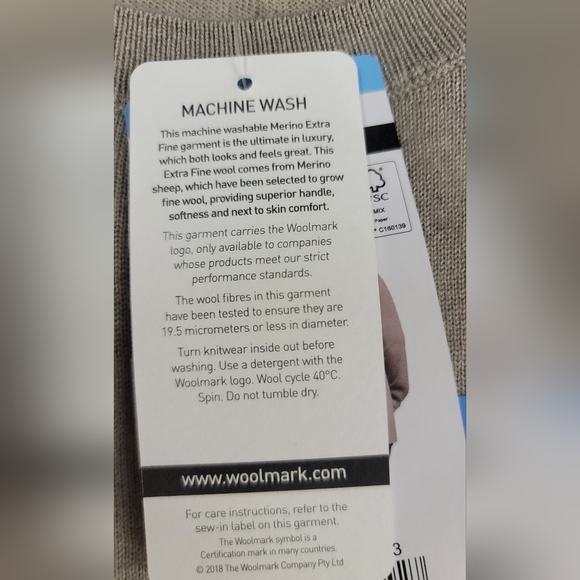 MACHINE WASH
This machine washable Merino Extra
Fine garment is the ultimate in luxury,
which both looks and feels great. This
Extra Fine wool comes from Merino
sheep, which have been selected to grow
fine wool, providing superior handle,
softness and next to skin comfort.
This garment carries the Woolmark
logo, only available to companies
whose products meet our strict
performance standards.
The wool fibres in this garment
have been tested to ensure they are
19.5 micrometers or less in diameter.
Turn knitwear inside out before
washing. Use a detergent with the
Woolmark logo. Wool cycle 40°C.
Spin. Do not tumble dry.
www.woolmark.com
For care instructions, refer to the
sew-in label on this garment.
The Woolmark symbol is a
Certification mark in many countries.
© 2018 The Woolmark Company Pty Ltd
SC
MIX
Paper
C160139
3